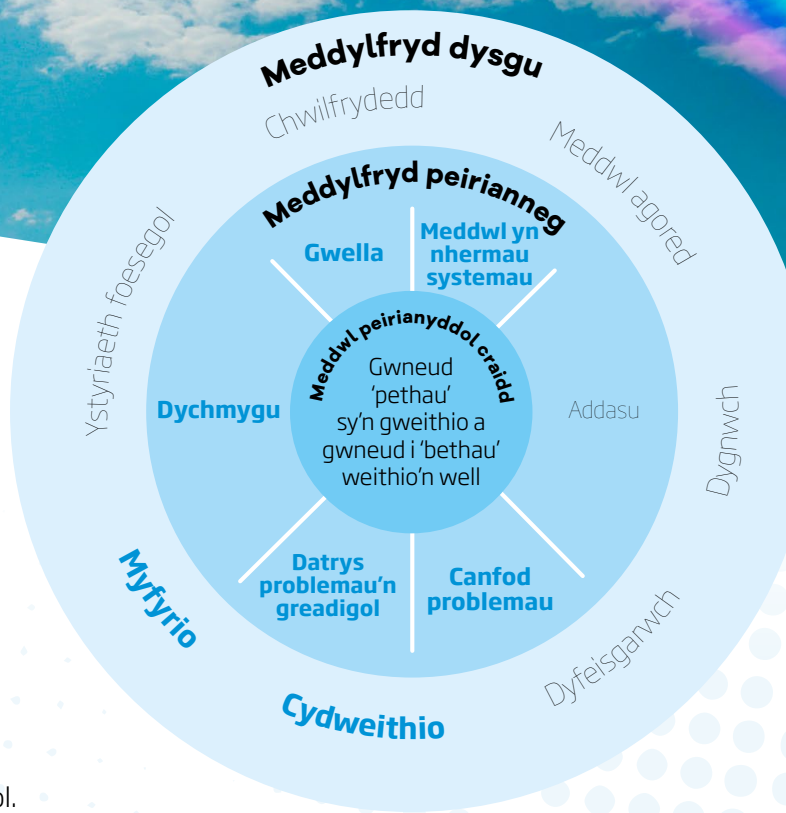 Meddylfryd dysgu
Chwilfrydedd
Meddwl agored
Dygnwch
Dyfeisgarwch
Cydweithio
Myfyrio
Ystyriaeth foesegol
Meddylfryd peirianneg
Gwella
Meddwl yn
nhermau
systemau
Addasu
Canfod
problemau
Datrys
problemau'n
greadigol
Dychmygu
Meddwl peirianyddol craidd
Gwneud
‘pethau’
sy’n gweithio a
gwneud i ‘bethau’
weithio’n well